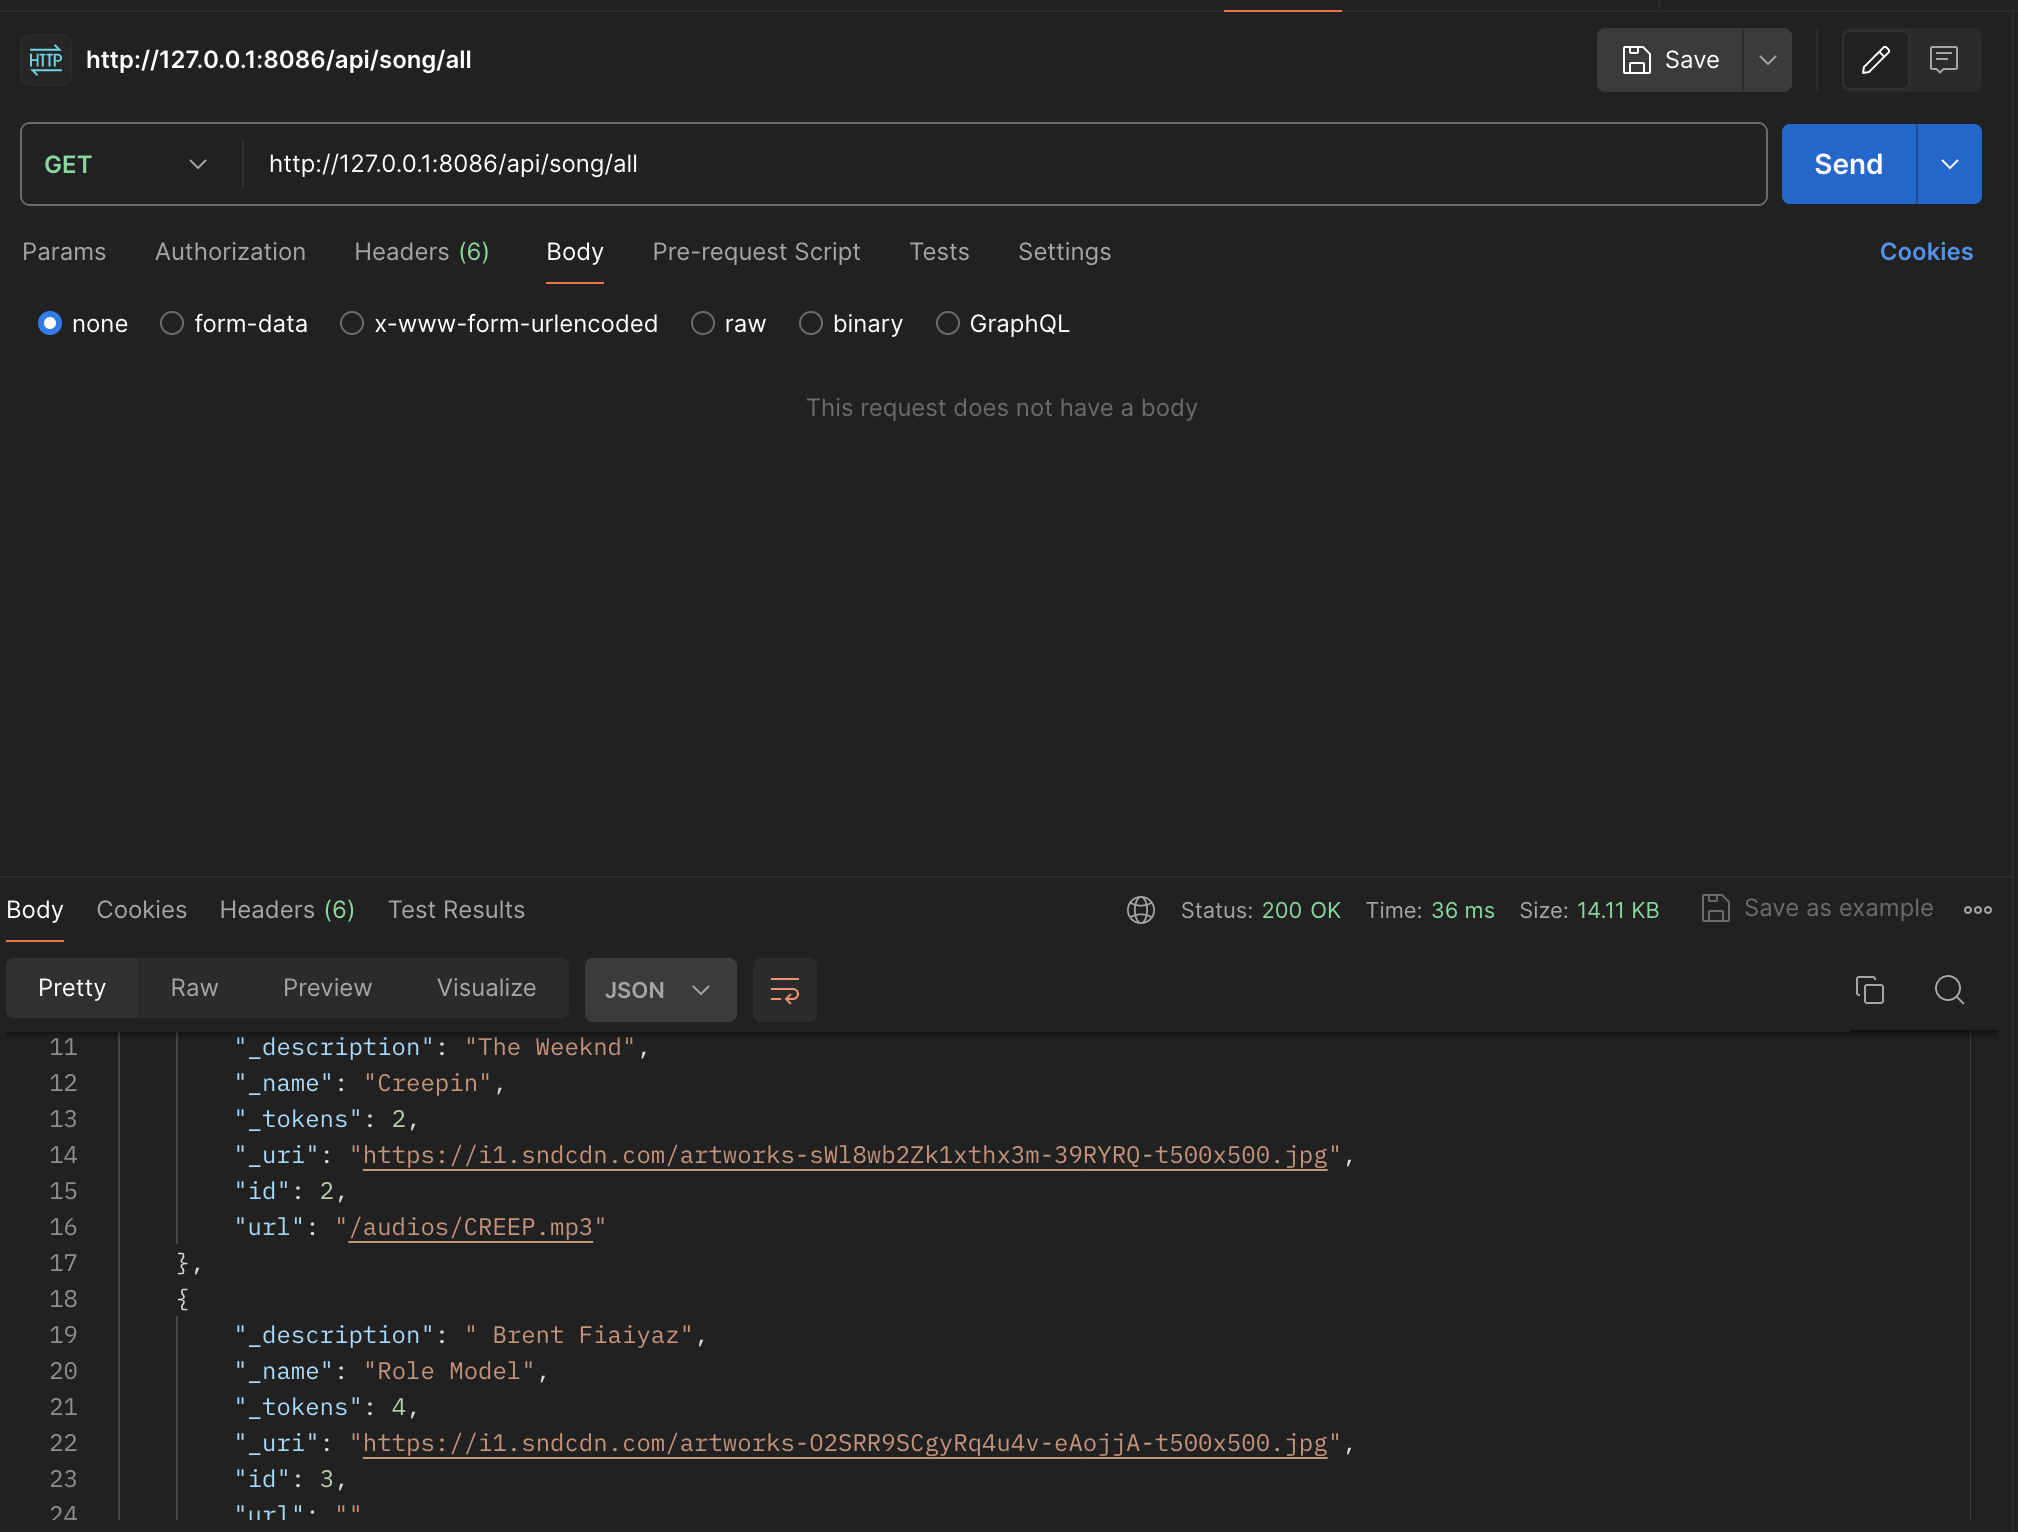 HTTP http://127.0.0.1:8086/api/song/all Save
GET http://127.0.0.1:8086/api/song/all Send
Params Authorization Headers (6) Body Pre-request Script Tests Settings Cookies
none form-data x-www-form-urlencoded raw binary GraphQL
This request does not have a body
Body Cookies Headers (6) Test Results Status: 200 OK Time: 36 ms Size: 14.11 KB Save as example
Pretty Raw Preview Visualize JSON
11 "_description": "The Weeknd",
12 "_name": "Creepin",
13 "_tokens": 2,
14 "_uri": "https://i1.sndcdn.com/artworks-sWl8wb2Zk1xthx3m-39RYRQ-t500x500.jpg",
15 "id": 2,
16 "url": "/audios/CREEP.mp3"
17 },
18 {
19 "_description": " Brent Fiaiyaz",
20 "_name": "Role Model",
21 "_tokens": 4,
22 "_uri": "https://i1.sndcdn.com/artworks-O2SRR9SCgyRq4u4v-eAojjA-t500x500.jpg",
23 "id": 3,
24 "url": ""